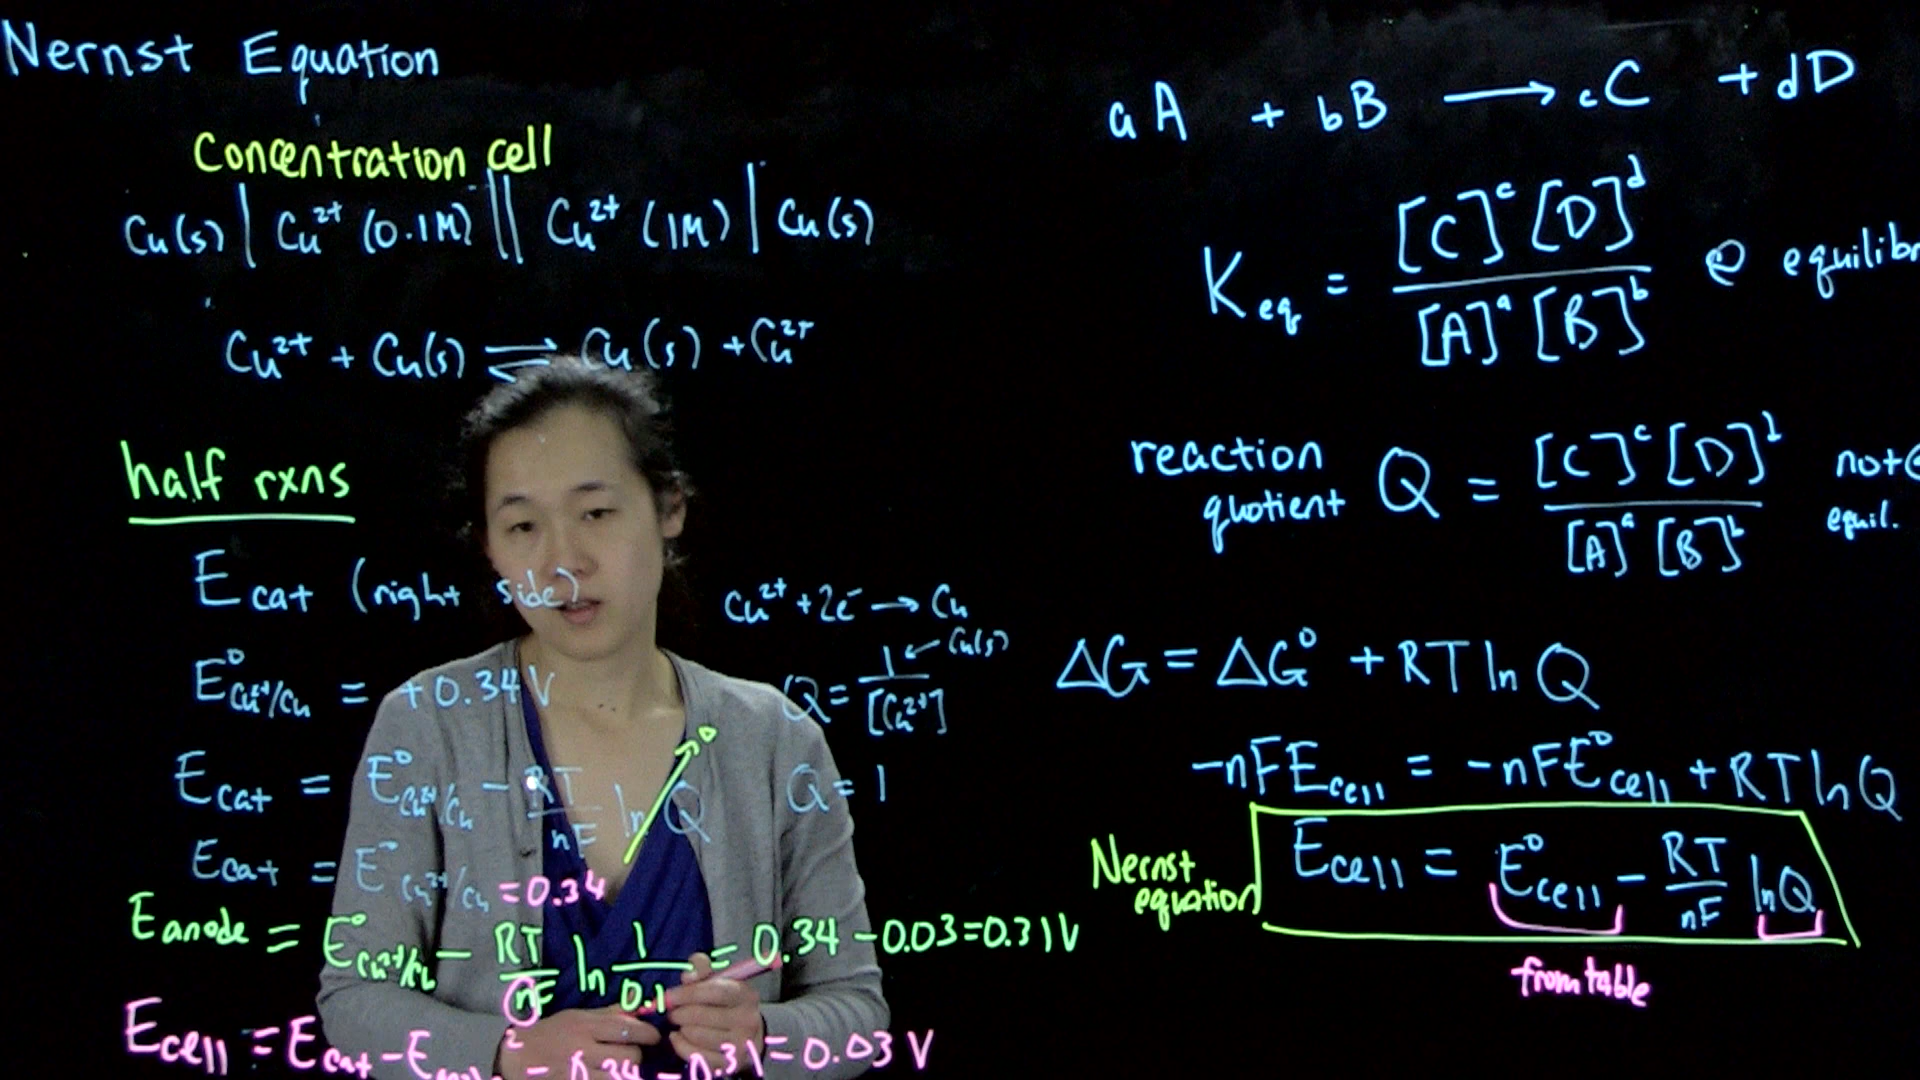 Nernst Equation
Concentration cell
Cu(s) | Cu²⁺ (0.1M) || Cu²⁺ (1M) | Cu(s)
Cu²⁺ + Cu(s) ⇌ Cu(s) + Cu²⁺
half rxns
Ecat (right side)
Cu²⁺ + 2e⁻ → Cu
E°Cu²⁺/Cu = +0.34 V
Q = 1/[Cu²⁺] ← Cu(s)
Ecat = E°Cu²⁺/Cu − RT/nF ln Q → 0
Q = 1
Ecat = E°Cu²⁺/Cu = 0.34
Eanode = E°Cu²⁺/Cu − RT/nF ln 1/0.1 = 0.34 − 0.03 = 0.31V
2
Ecell = Ecat − = 0.34 − 0.31 = 0.03 V
aA + bB → cC + dD
Keq = [C]ᶜ[D]ᵈ/[A]ᵃ[B]ᵇ @
reaction quotient Q = [C]ᶜ[D]ᵈ/[A]ᵃ[B]ᵇ not @
equil.
ΔG = ΔG° + RT ln Q
−nFEcell = −nFE°cell + RT ln Q
Nernst equation
Ecell = E°cell − RT/nF lnQ
from table